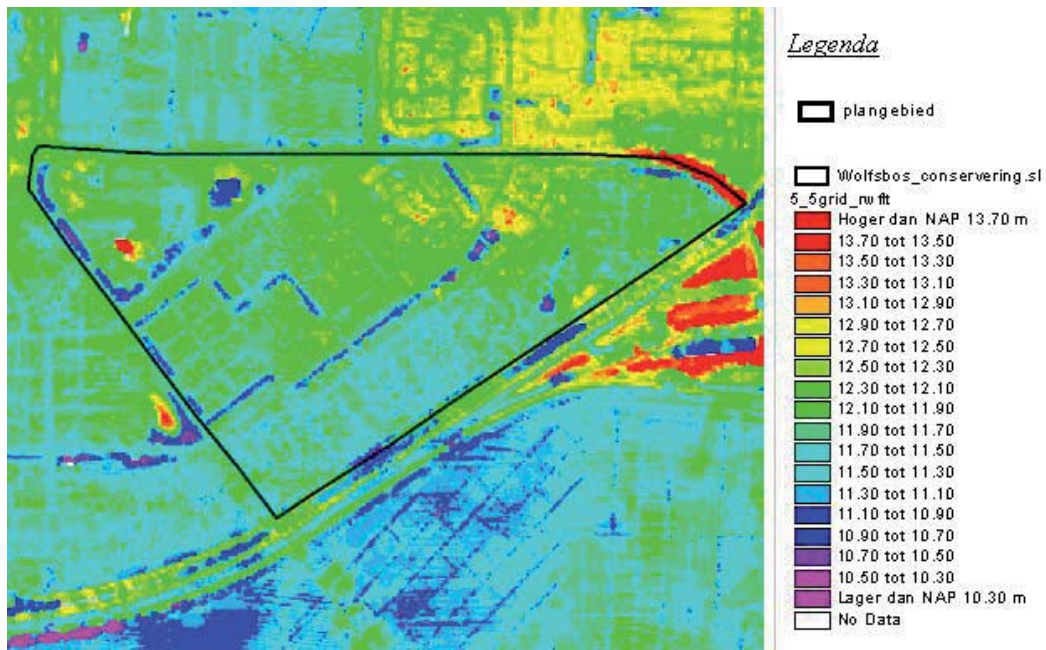 Legenda
plangebied
Wolfsbos_conservering.sl
5_5grid_rwfft
Hoger dan NAP 13.70 m
13.70 tot 13.50
13.50 tot 13.30
13.30 tot 13.10
13.10 tot 12.90
12.90 tot 12.70
12.70 tot 12.50
12.50 tot 12.30
12.30 tot 12.10
12.10 tot 11.90
11.90 tot 11.70
11.70 tot 11.50
11.50 tot 11.30
11.30 tot 11.10
11.10 tot 10.90
10.90 tot 10.70
10.70 tot 10.50
10.50 tot 10.30
Lager dan NAP 10.30 m
No Data